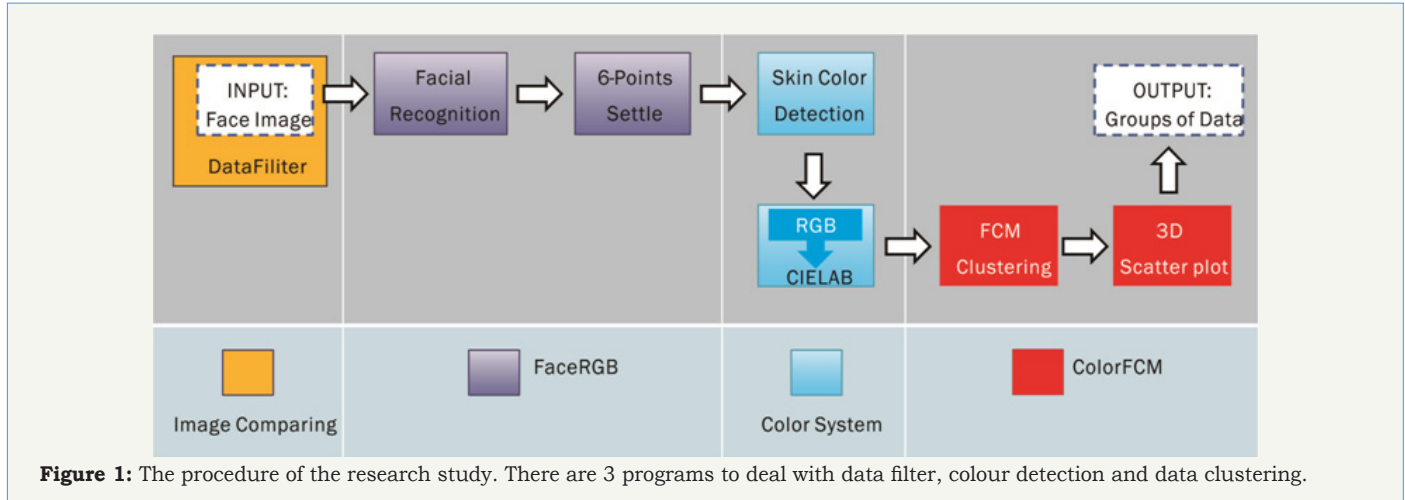 INPUT:
Face Image
DataFiliter
Facial
Recognition
6-Points
Settle
Skin Color
Detection
RGB
CIELAB
FCM
Clustering
3D
Scatter plot
OUTPUT:
Groups of Data
Image Comparing
FaceRGB
Color System
ColorFCM
Figure 1: The procedure of the research study. There are 3 programs to deal with data filter, colour detection and data clustering.